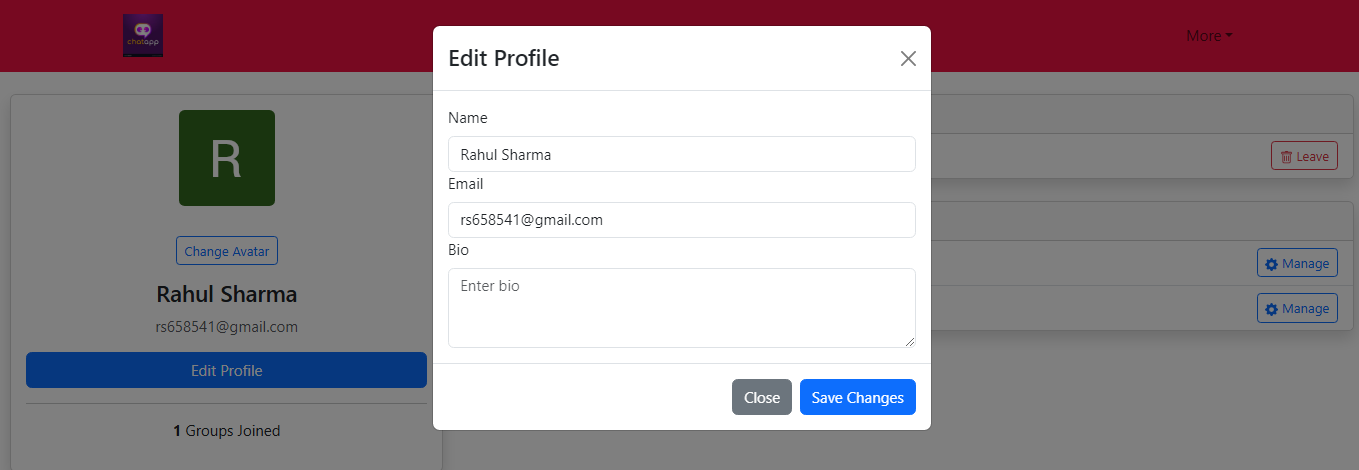 chatapp
More
Edit Profile
Name
Rahul Sharma
Email
rs658541@gmail.com
Bio
Enter bio
Close Save Changes
R
Change Avatar
Rahul Sharma
rs658541@gmail.com
Edit Profile
1 Groups Joined
Leave
Manage
Manage